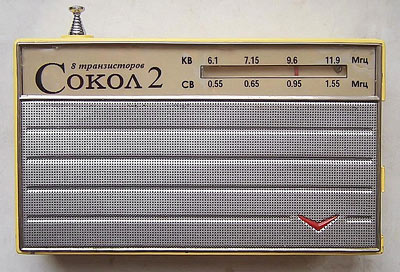 8 транзисторов
Сокол 2
КВ 6.1 7.15 9.6 11.9 Мгц
СВ 0.55 0.65 0.95 1.55 Мгц